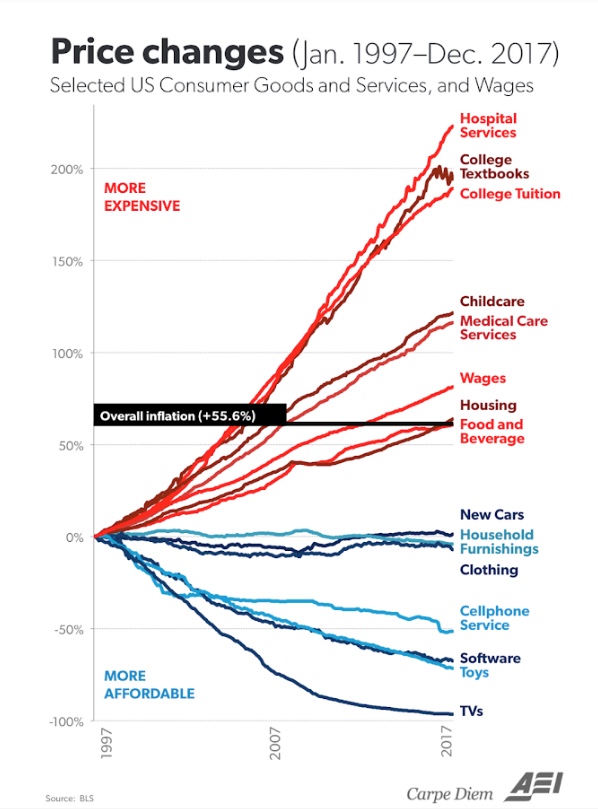 Price changes (Jan. 1997–Dec. 2017)
Selected US Consumer Goods and Services, and Wages
Hospital
Services
200%
College
Textbooks
MORE
EXPENSIVE
College Tuition
150%
Childcare
Medical Care
Services
100%
Wages
Housing
Overall inflation (+55.6%)
Food and
Beverage
50%
New Cars
0%
Household
Furnishings
Clothing
Cellphone
Service
-50%
Software
Toys
MORE
AFFORDABLE
TVs
-100%
1997
2007
2017
Source: BLS
Carpe Diem AEI